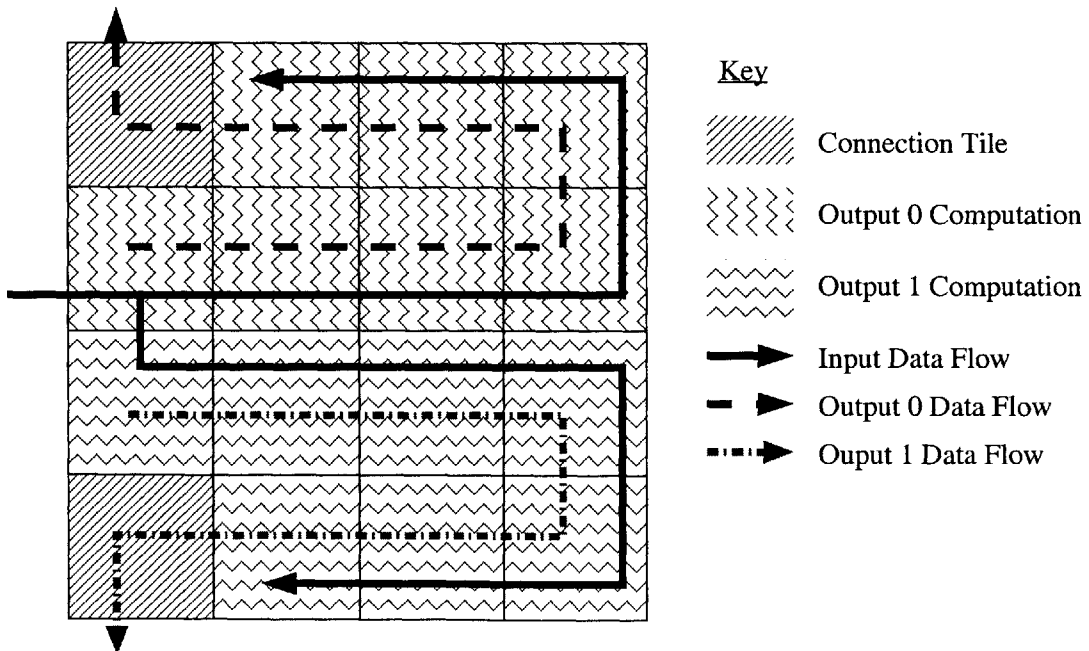 Key
Connection Tile
Output 0 Computation
Output 1 Computation
Input Data Flow
Output 0 Data Flow
Ouput 1 Data Flow